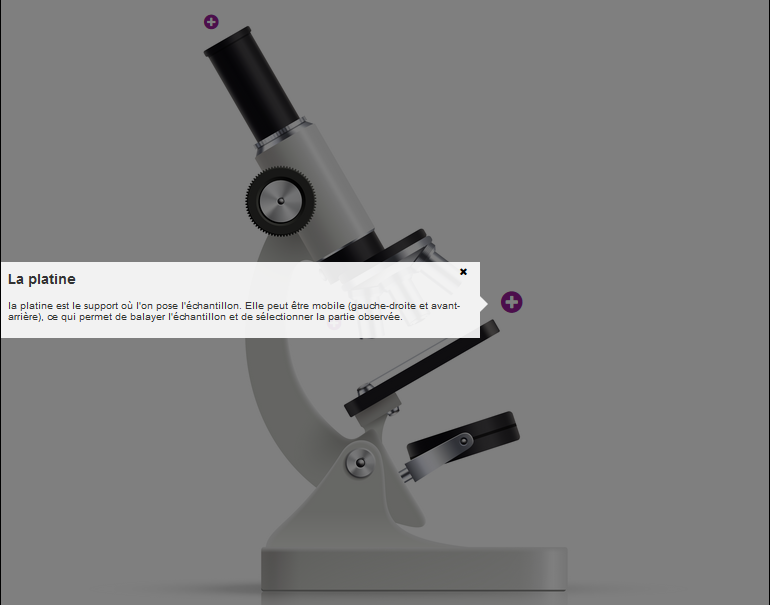 La platine
la platine est le support où l'on pose l'échantillon. Elle peut être mobile (gauche-droite et avant-
arrière), ce qui permet de balayer l'échantillon et de sélectionner la partie observée.